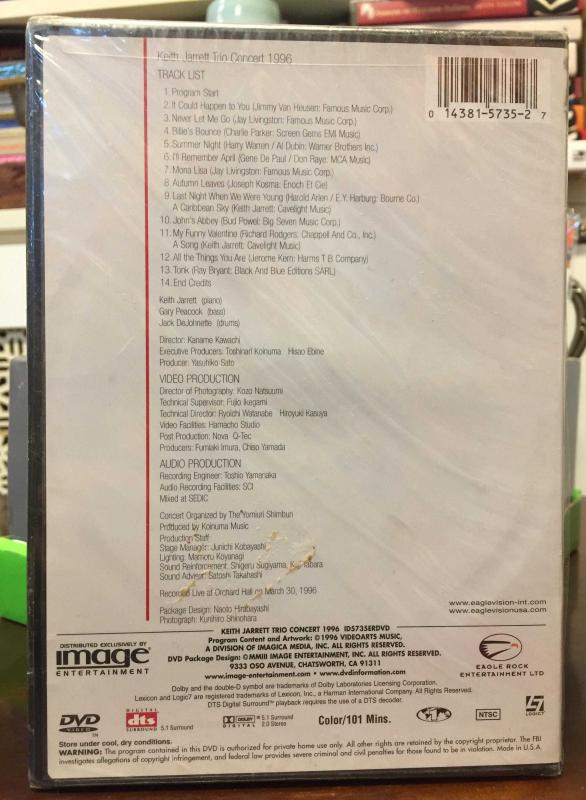 Keith Jarrett Trio Concert 1996
TRACK LIST
1. Program Start
2. It Could Happen to You (Jimmy Van Heusen: Famous Music Corp.)
3. Never Let Me Go (Jay Livingston: Famous Music Corp.)
4. Billie's Bounce (Charlie Parker: Screen Gems EMI Music)
5. Summer Night (Harry Warren / Al Dubin: Warner Brothers Inc.)
6. I'll Remember April (Gene De Paul / Don Raye: MCA Music)
7. Mona Lisa (Jay Livingston: Famous Music Corp.)
8. Autumn Leaves (Joseph Kosma: Enoch Et Cie)
9. Last Night When We Were Young (Harold Arlen / E.Y. Harburg: Bourne Co.)
A Caribbean Sky (Keith Jarrett: Cavelight Music)
10. John's Abbey (Bud Powel: Big Seven Music Corp.)
11. My Funny Valentine (Richard Rodgers: Chappell And Co., Inc.)
A Song (Keith Jarrett: Cavelight Music)
12. All the Things You Are (Jerome Kern: Harms T B Company)
13. Tonk (Ray Bryant: Black And Blue Editions SARL)
14. End Credits
0 14381-5735-2 7
Keith Jarrett (piano)
Gary Peacock (bass)
Jack DeJohnette (drums)
Director: Kaname Kawachi
Executive Producers: Toshinari Koinuma Hisao Ebine
Producer: Yasuhiko Sato
VIDEO PRODUCTION
Director of Photography: Kozo Natsuumi
Technical Supervisor: Fujio Ikegami
Technical Director: Ryoichi Watanabe Hiroyuki Kasuya
Video Facilities: Hamacho Studio
Post Production: Nova Q-Tec
Producers: Fumiaki Imura, Chiso Yamada
AUDIO PRODUCTION
Recording Engineer: Toshio Yamanaka
Audio Recording Facilities: SCI
Mixed at SEDIC
Concert Organized by The Yomiuri Shimbun
Produced by Koinuma Music
Production Staff
Stage Manager: Junichi Kobayashi
Lighting: Mamoru Koyanagi
Sound Reinforcement: Shigeru Sugiyama, Tabara
Sound Advisor: Satoshi Takahashi
Recorded Live at Orchard Hall on March 30, 1996
Package Design: Naoto Hirabayashi
Photograph: Kunihiro Shinohara
www.eaglevision-int.com
www.eaglevisionusa.com
DISTRIBUTED EXCLUSIVELY BY
image
ENTERTAINMENT
KEITH JARRETT TRIO CONCERT 1996 ID5735ERDVD
Program Content and Artwork: ©1996 VIDEOARTS MUSIC,
A DIVISION OF IMAGICA MEDIA, INC. ALL RIGHTS RESERVED.
DVD Package Design: ©MMIII IMAGE ENTERTAINMENT, INC. ALL RIGHTS RESERVED.
9333 OSO AVENUE, CHATSWORTH, CA 91311
www.image-entertainment.com • www.dvdinformation.com
EAGLE ROCK
ENTERTAINMENT LTD
Dolby and the double-D symbol are trademarks of Dolby Laboratories Licensing Corporation.
Lexicon and Logic7 are registered trademarks of Lexicon, Inc., a Harman International Company. All Rights Reserved.
DTS Digital Surround™ playback requires the use of a DTS decoder.
DVD VIDEO
DIGITAL dts SURROUND 5.1 Surround
DOLBY DIGITAL 5.1 Surround 2.0 Stereo
Color/101 Mins.
NTSC
LOGIC7
Store under cool, dry conditions.
WARNING: The program contained in this DVD is authorized for private home use only. All other rights are retained by the copyright proprietor. The FBI
investigates allegations of copyright infringement, and federal law provides severe criminal and civil penalties for those found to be in violation. Made in U.S.A.